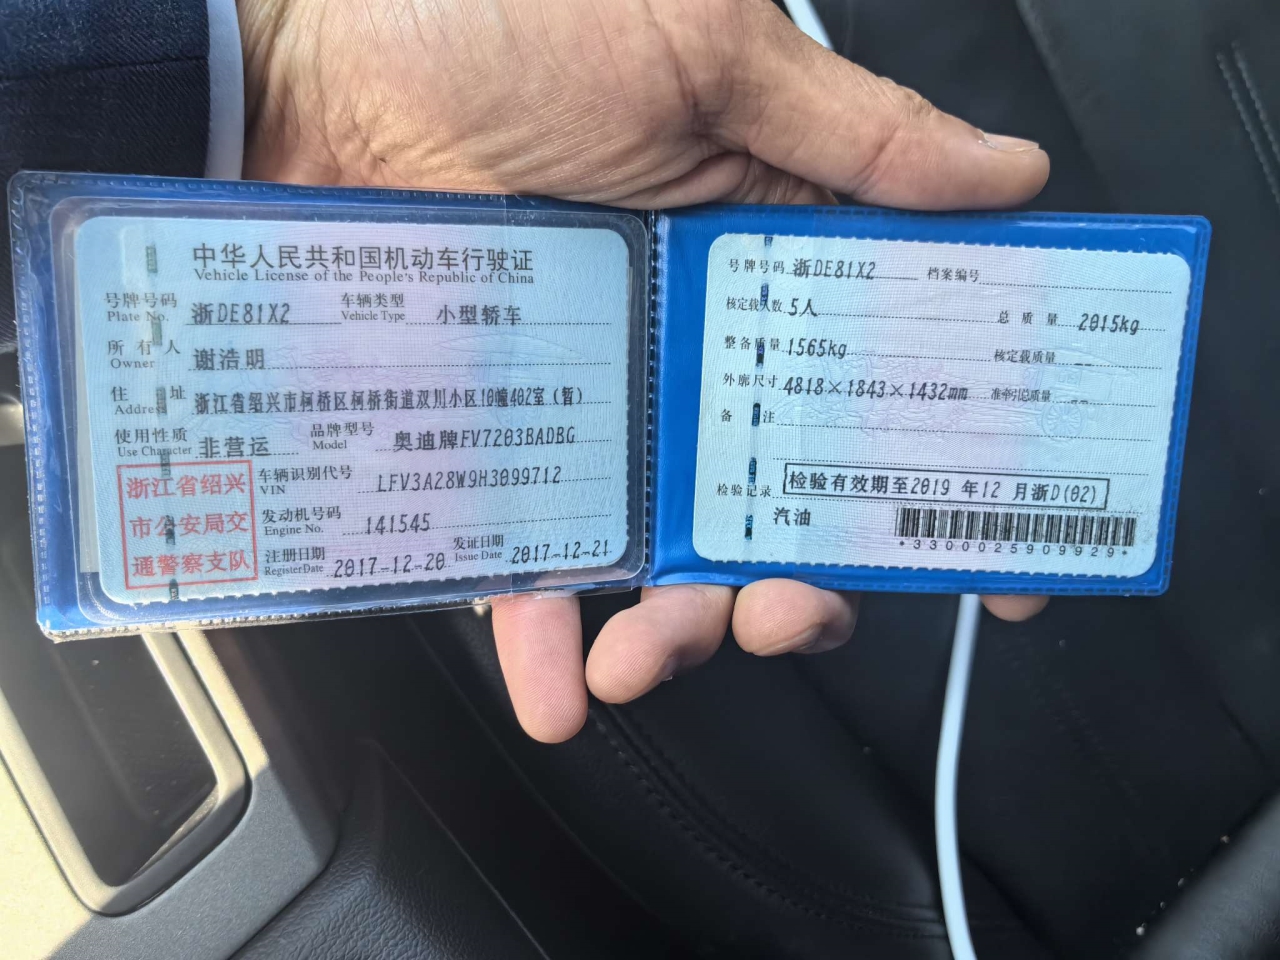 中华人民共和国机动车行驶证
Vehicle License of the People's Republic of China
号牌号码 浙DE81X2 车辆类型 小型轿车
Plate No. Vehicle Type
所有人 谢浩明
Owner
住址 浙江省绍兴市柯桥区柯桥街道双川小区10幢402室(暂)
Address
使用性质 非营运 品牌型号 奥迪牌FV7203BADBG
Use Character Model
浙江省绍兴
市公安局交
通警察支队
车辆识别代号 LFV3A28W9H3099712
VIN
发动机号码 141545
Engine No.
注册日期 2017-12-20 发证日期 2017-12-21
Register Date Issue Date
号牌号码 浙DE81X2 档案编号
核定载人数 5人 总质量 2015kg
整备质量 1565kg 核定载质量 --
外廓尺寸 4818×1843×1432mm 准牵引总质量 --
备注
检验记录 检验有效期至2019年12月浙D(02)
汽油
*3300025909929*